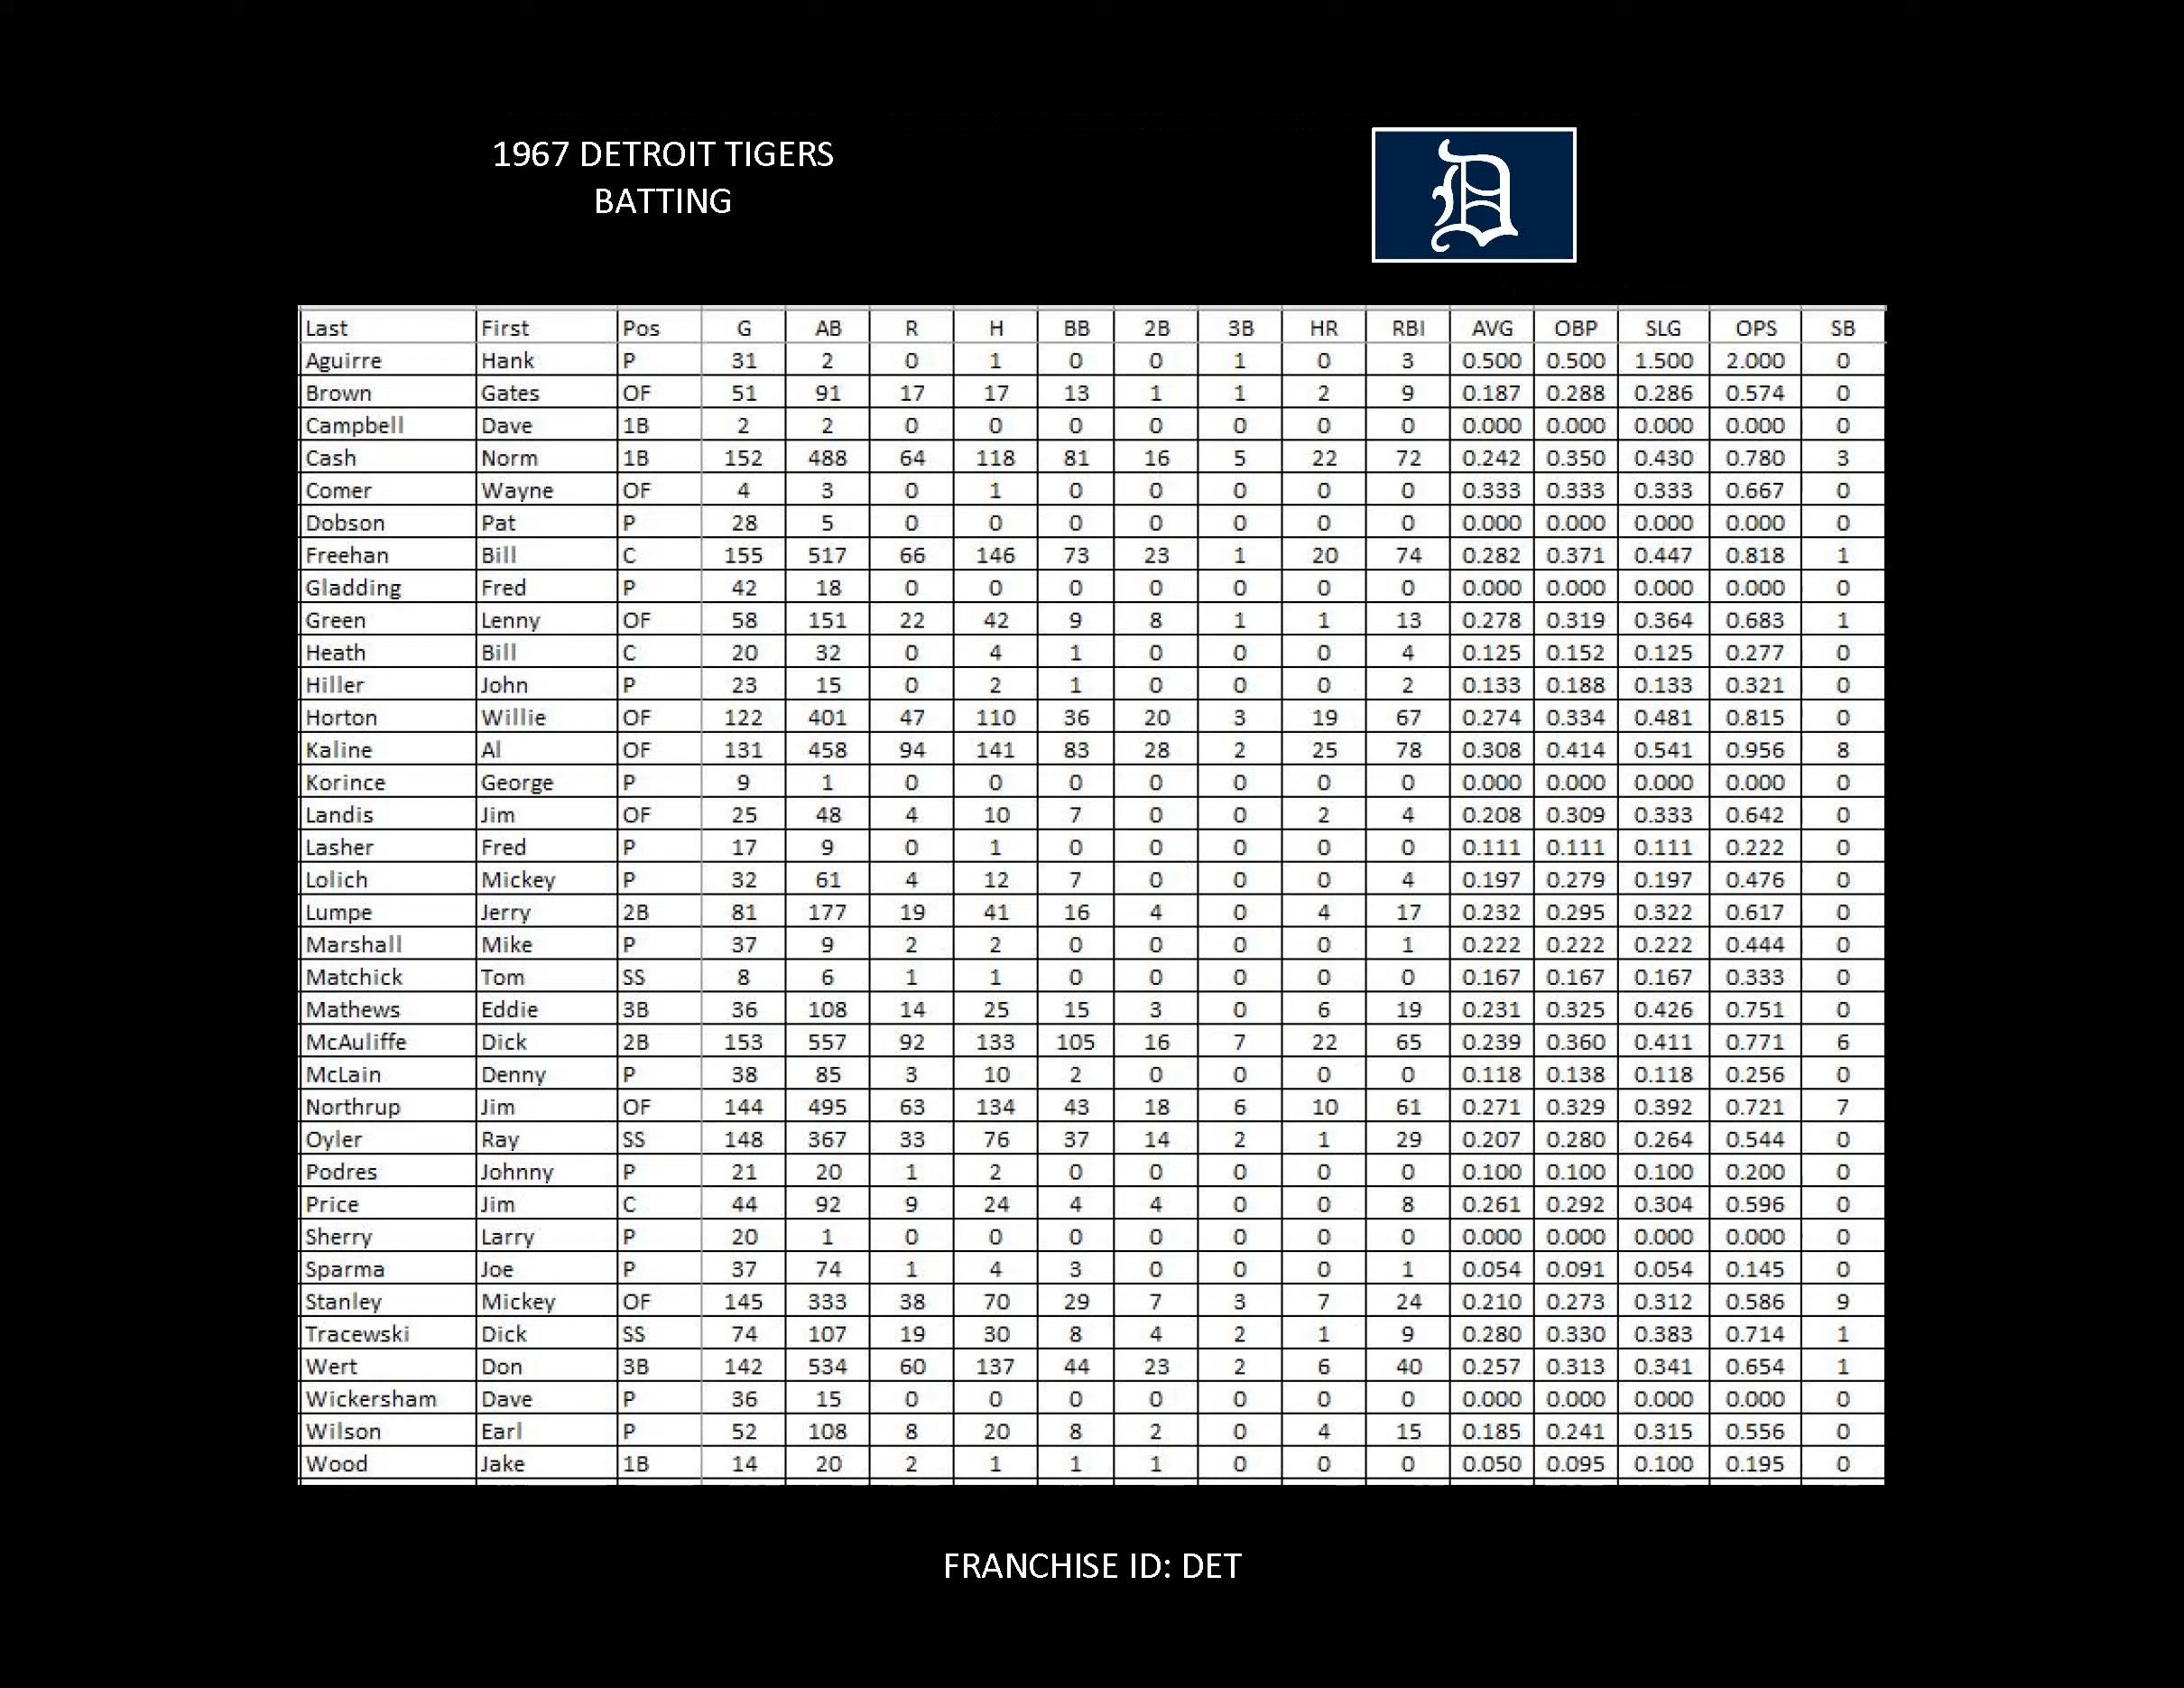 1967 DETROIT TIGERS
BATTING
D
Last First Pos G AB R H BB 2B 3B HR RBI AVG OBP SLG OPS SB
Aguirre Hank P 31 2 0 1 0 0 1 0 3 0.500 0.500 1.500 2.000 0
Brown Gates OF 51 91 17 17 13 1 1 2 9 0.187 0.288 0.286 0.574 0
Campbell Dave 1B 2 2 0 0 0 0 0 0 0 0.000 0.000 0.000 0.000 0
Cash Norm 1B 152 488 64 118 81 16 5 22 72 0.242 0.350 0.430 0.780 3
Comer Wayne OF 4 3 0 1 0 0 0 0 0 0.333 0.333 0.333 0.667 0
Dobson Pat P 28 5 0 0 0 0 0 0 0 0.000 0.000 0.000 0.000 0
Freehan Bill C 155 517 66 146 73 23 1 20 74 0.282 0.371 0.447 0.818 1
Gladding Fred P 42 18 0 0 0 0 0 0 0 0.000 0.000 0.000 0.000 0
Green Lenny OF 58 151 22 42 9 8 1 1 13 0.278 0.319 0.364 0.683 1
Heath Bill C 20 32 0 4 1 0 0 0 4 0.125 0.152 0.125 0.277 0
Hiller John P 23 15 0 2 1 0 0 0 2 0.133 0.188 0.133 0.321 0
Horton Willie OF 122 401 47 110 36 20 3 19 67 0.274 0.334 0.481 0.815 0
Kaline Al OF 131 458 94 141 83 28 2 25 78 0.308 0.414 0.541 0.956 8
Korince George P 9 1 0 0 0 0 0 0 0 0.000 0.000 0.000 0.000 0
Landis Jim OF 25 48 4 10 7 0 0 2 4 0.208 0.309 0.333 0.642 0
Lasher Fred P 17 9 0 1 0 0 0 0 0 0.111 0.111 0.111 0.222 0
Lolich Mickey P 32 61 4 12 7 0 0 0 4 0.197 0.279 0.197 0.476 0
Lumpe Jerry 2B 81 177 19 41 16 4 0 4 17 0.232 0.295 0.322 0.617 0
Marshall Mike P 37 9 2 2 0 0 0 0 1 0.222 0.222 0.222 0.444 0
Matchick Tom SS 8 6 1 1 0 0 0 0 0 0.167 0.167 0.167 0.333 0
Mathews Eddie 3B 36 108 14 25 15 3 0 6 19 0.231 0.325 0.426 0.751 0
McAuliffe Dick 2B 153 557 92 133 105 16 7 22 65 0.239 0.360 0.411 0.771 6
McLain Denny P 38 85 3 10 2 0 0 0 0 0.118 0.138 0.118 0.256 0
Northrup Jim OF 144 495 63 134 43 18 6 10 61 0.271 0.329 0.392 0.721 7
Oyler Ray SS 148 367 33 76 37 14 2 1 29 0.207 0.280 0.264 0.544 0
Podres Johnny P 21 20 1 2 0 0 0 0 0 0.100 0.100 0.100 0.200 0
Price Jim C 44 92 9 24 4 4 0 0 8 0.261 0.292 0.304 0.596 0
Sherry Larry P 20 1 0 0 0 0 0 0 0 0.000 0.000 0.000 0.000 0
Sparma Joe P 37 74 1 4 3 0 0 0 1 0.054 0.091 0.054 0.145 0
Stanley Mickey OF 145 333 38 70 29 7 3 7 24 0.210 0.273 0.312 0.586 9
Tracewski Dick SS 74 107 19 30 8 4 2 1 9 0.280 0.330 0.383 0.714 1
Wert Don 3B 142 534 60 137 44 23 2 6 40 0.257 0.313 0.341 0.654 1
Wickersham Dave P 36 15 0 0 0 0 0 0 0 0.000 0.000 0.000 0.000 0
Wilson Earl P 52 108 8 20 8 2 0 4 15 0.185 0.241 0.315 0.556 0
Wood Jake 1B 14 20 2 1 1 1 0 0 0 0.050 0.095 0.100 0.195 0
FRANCHISE ID: DET